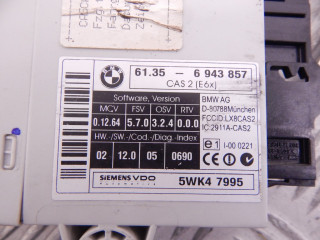 61.35 - 6 943 857
CAS 2 (E6x)
Software, Version
MCV FSV OSV RTV
0.12.64 5.7.0 3.2.4 0.0.0
HW.-/SW.-/Cod.-/Diag.-Index
02 12.0 05 0690
BMW AG
D-80788München
FCC ID:LX8CAS2
IC:2911A-CAS2
e1 I-00 0221
SIEMENS VDO
Automotive
5WK4 7995